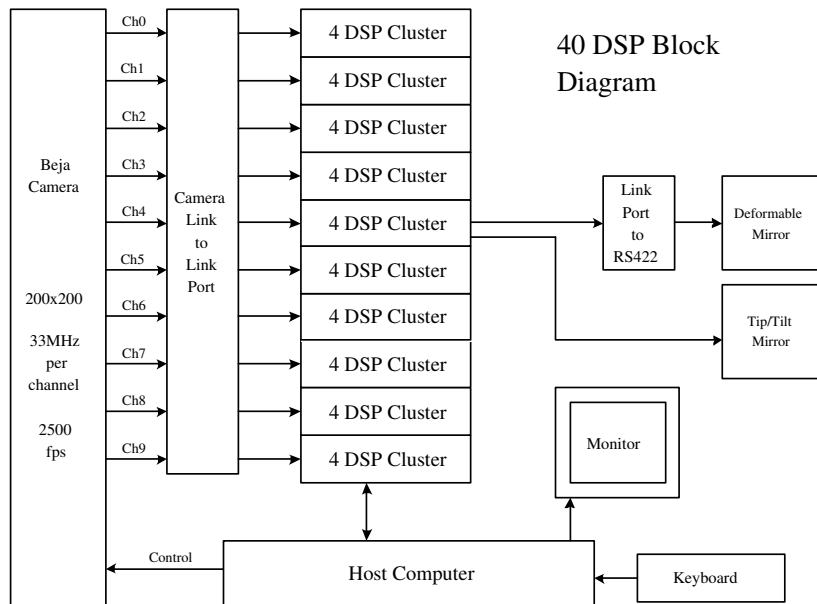 40 DSP Block
Diagram
Beja
Camera
200x200
33MHz
per
channel
2500
fps
Ch0
Ch1
Ch2
Ch3
Ch4
Ch5
Ch6
Ch7
Ch8
Ch9
Camera
Link
to
Link
Port
4 DSP Cluster
4 DSP Cluster
4 DSP Cluster
4 DSP Cluster
4 DSP Cluster
4 DSP Cluster
4 DSP Cluster
4 DSP Cluster
4 DSP Cluster
4 DSP Cluster
Link
Port
to
RS422
Deformable
Mirror
Tip/Tilt
Mirror
Monitor
Control
Host Computer
Keyboard